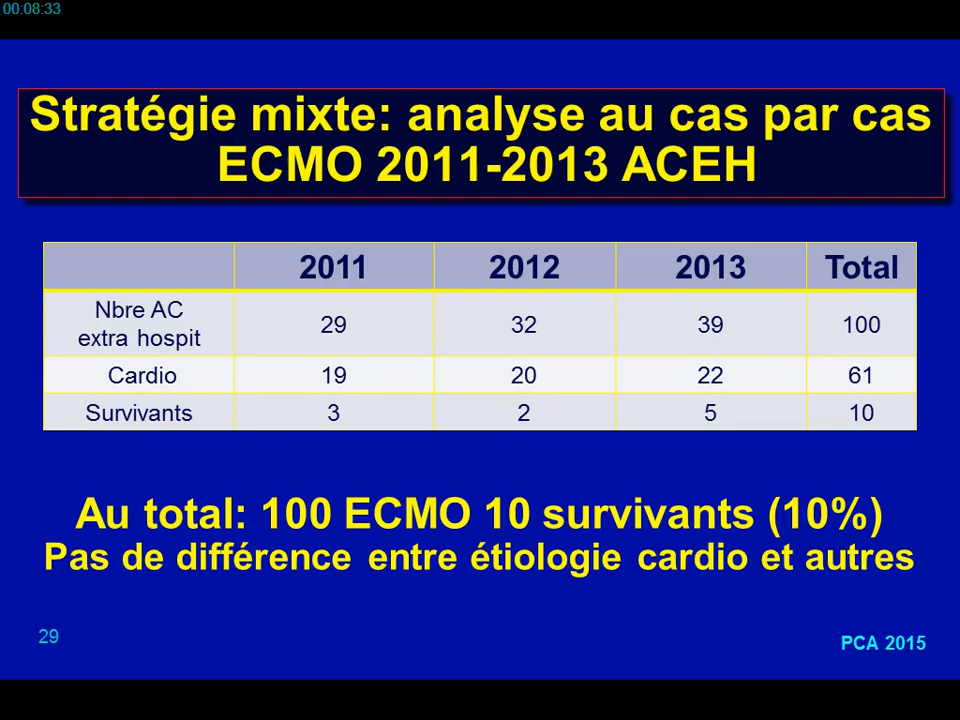 00:08:33
Stratégie mixte: analyse au cas par cas
ECMO 2011-2013 ACEH
2011 2012 2013 Total
Nbre AC
extra hospit 29 32 39 100
Cardio 19 20 22 61
Survivants 3 2 5 10
Au total: 100 ECMO 10 survivants (10%)
Pas de différence entre étiologie cardio et autres
29
PCA 2015